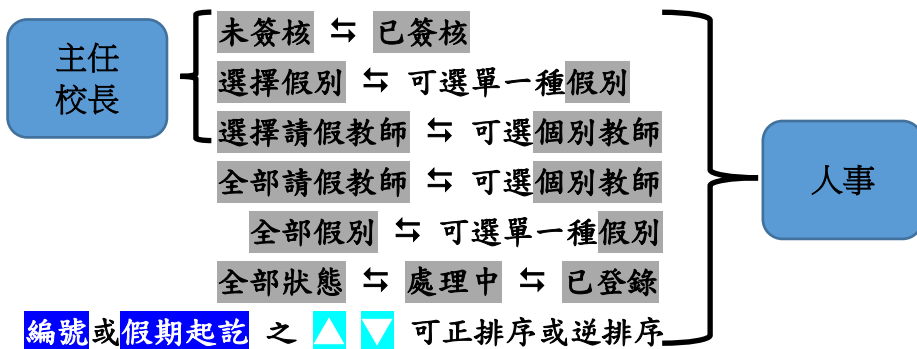 主任
校長
未簽核 ⇆ 已簽核
選擇假別 ⇆ 可選單一種假別
選擇請假教師 ⇆ 可選個別教師
全部請假教師 ⇆ 可選個別教師
全部假別 ⇆ 可選單一種假別
全部狀態 ⇆ 處理中 ⇆ 已登錄
編號或假期起訖 之 △ ▽ 可正排序或逆排序
人事